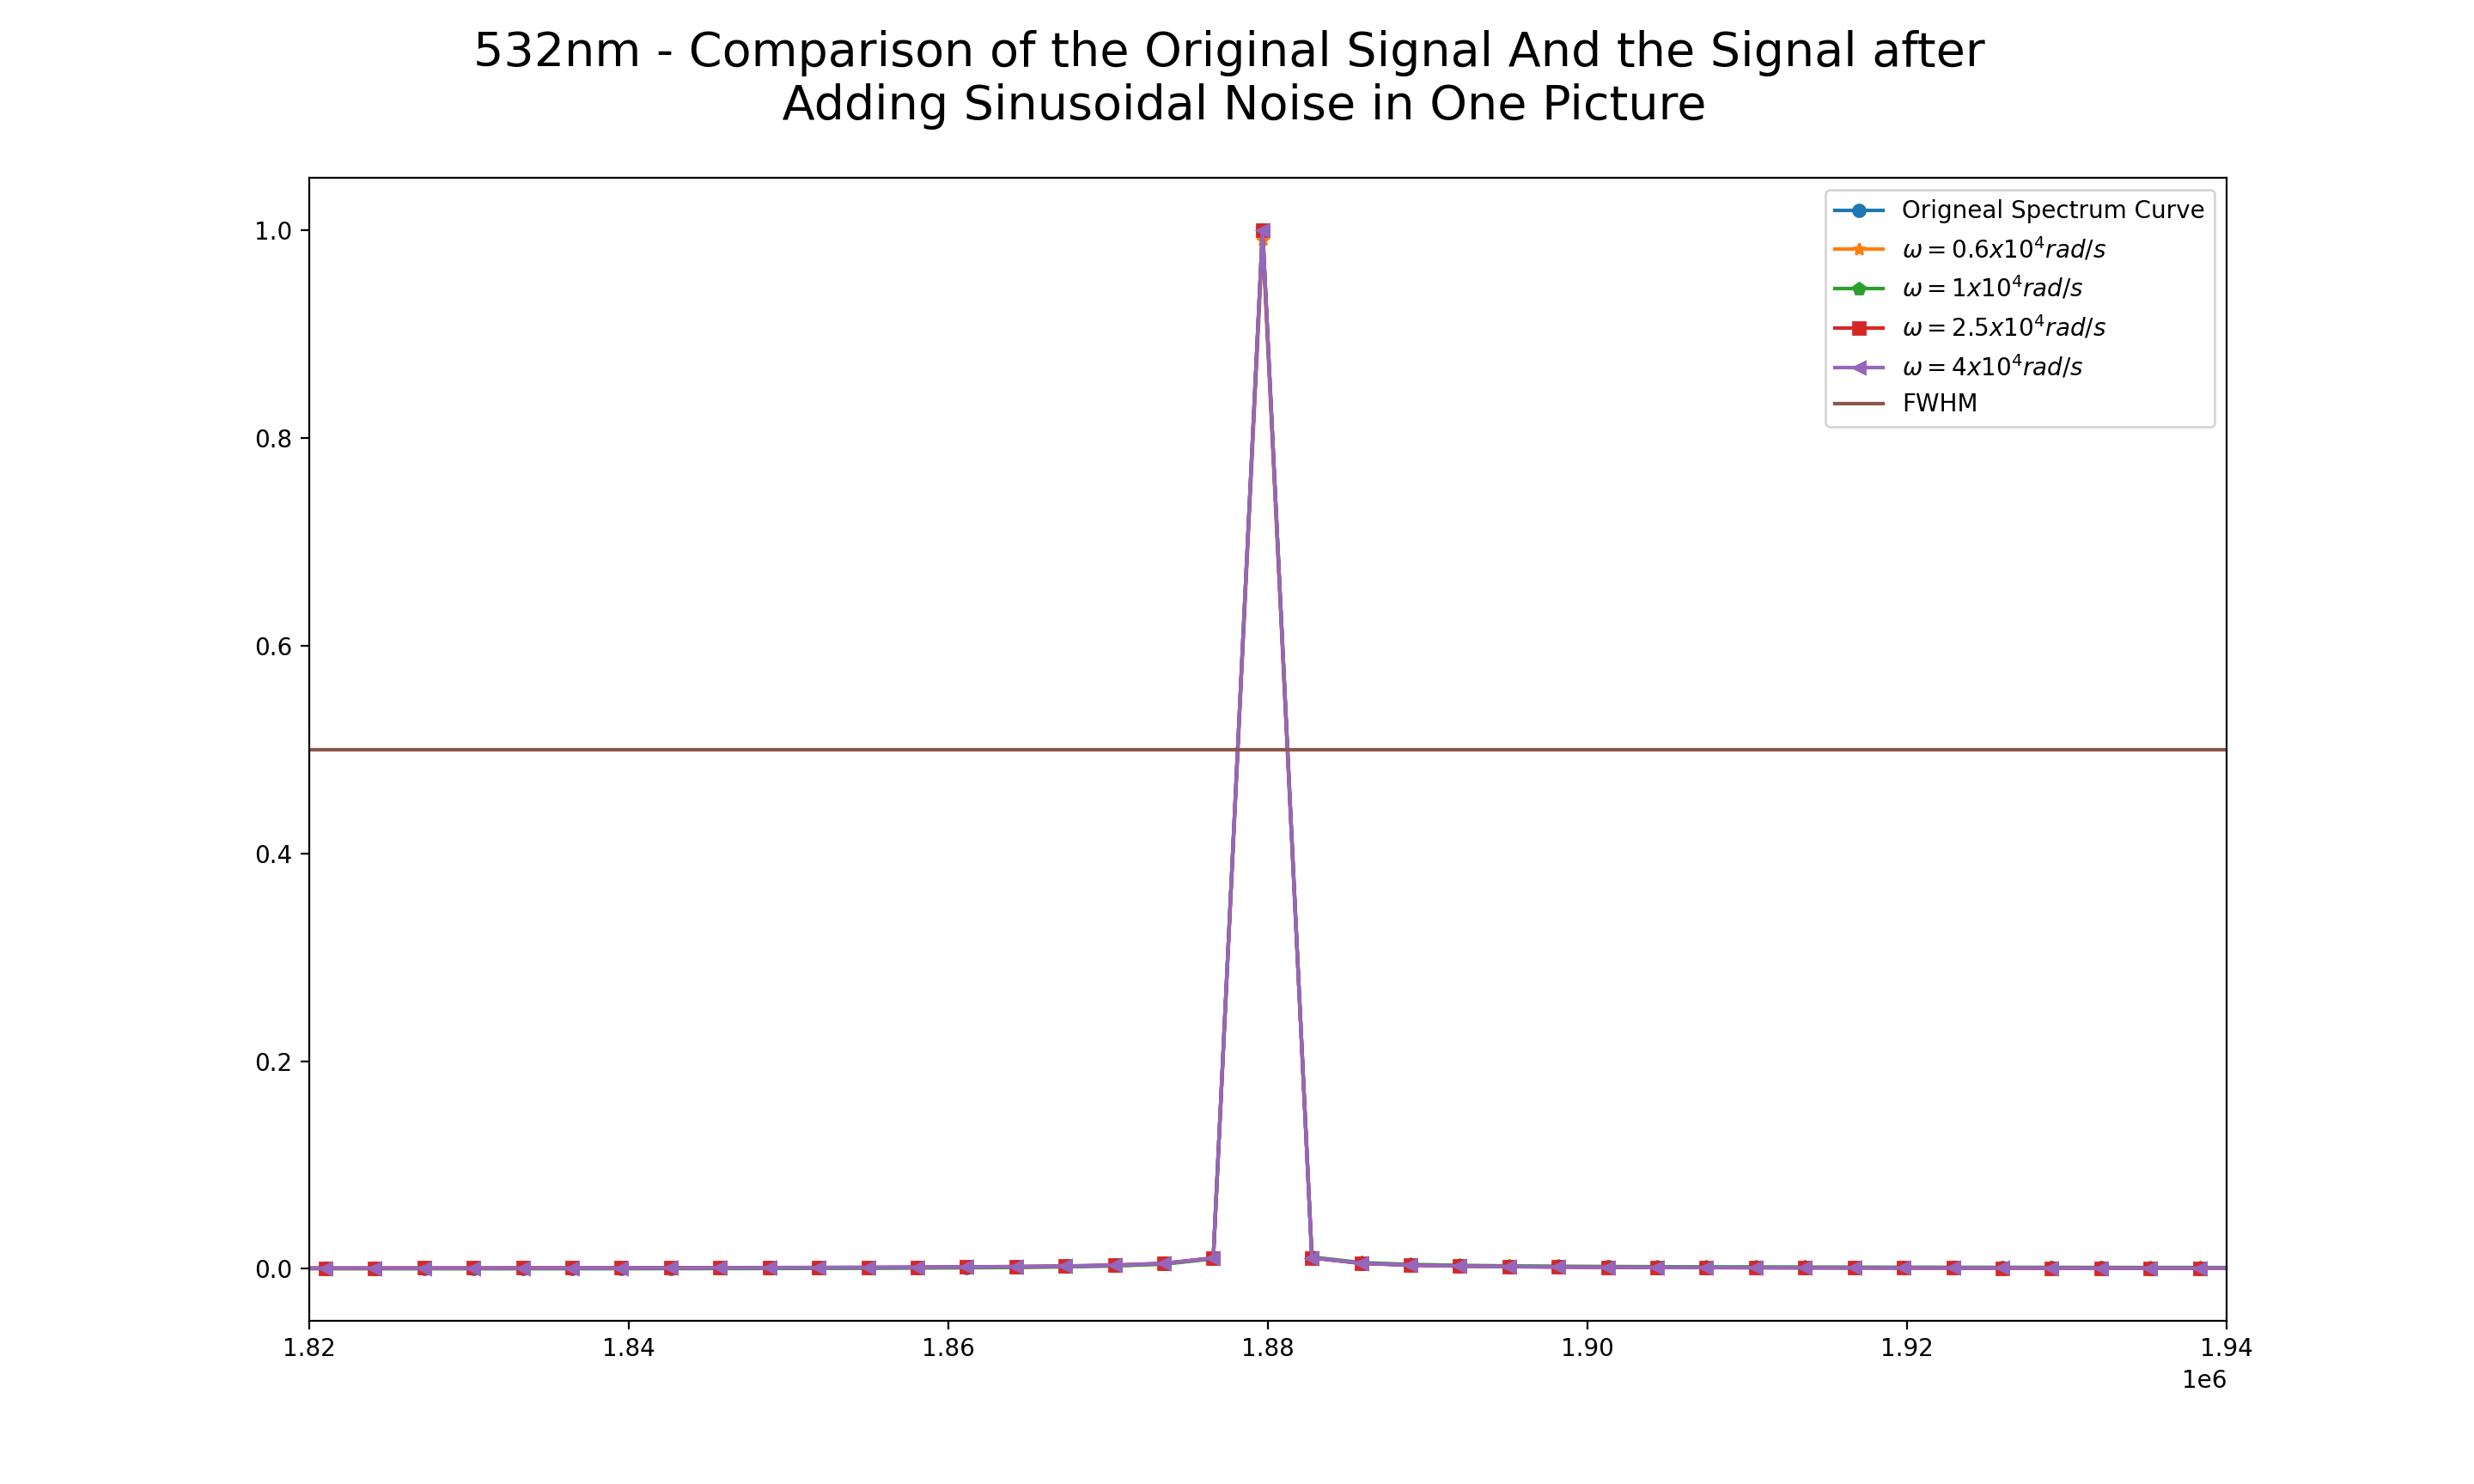 532nm - Comparison of the Original Signal And the Signal after
Adding Sinusoidal Noise in One Picture
1.0
0.8
0.6
0.4
0.2
0.0
Origneal Spectrum Curve
ω = 0.6x10⁴rad/s
ω = 1x10⁴rad/s
ω = 2.5x10⁴rad/s
ω = 4x10⁴rad/s
FWHM
1.82 1.84 1.86 1.88 1.90 1.92 1.94
1e6